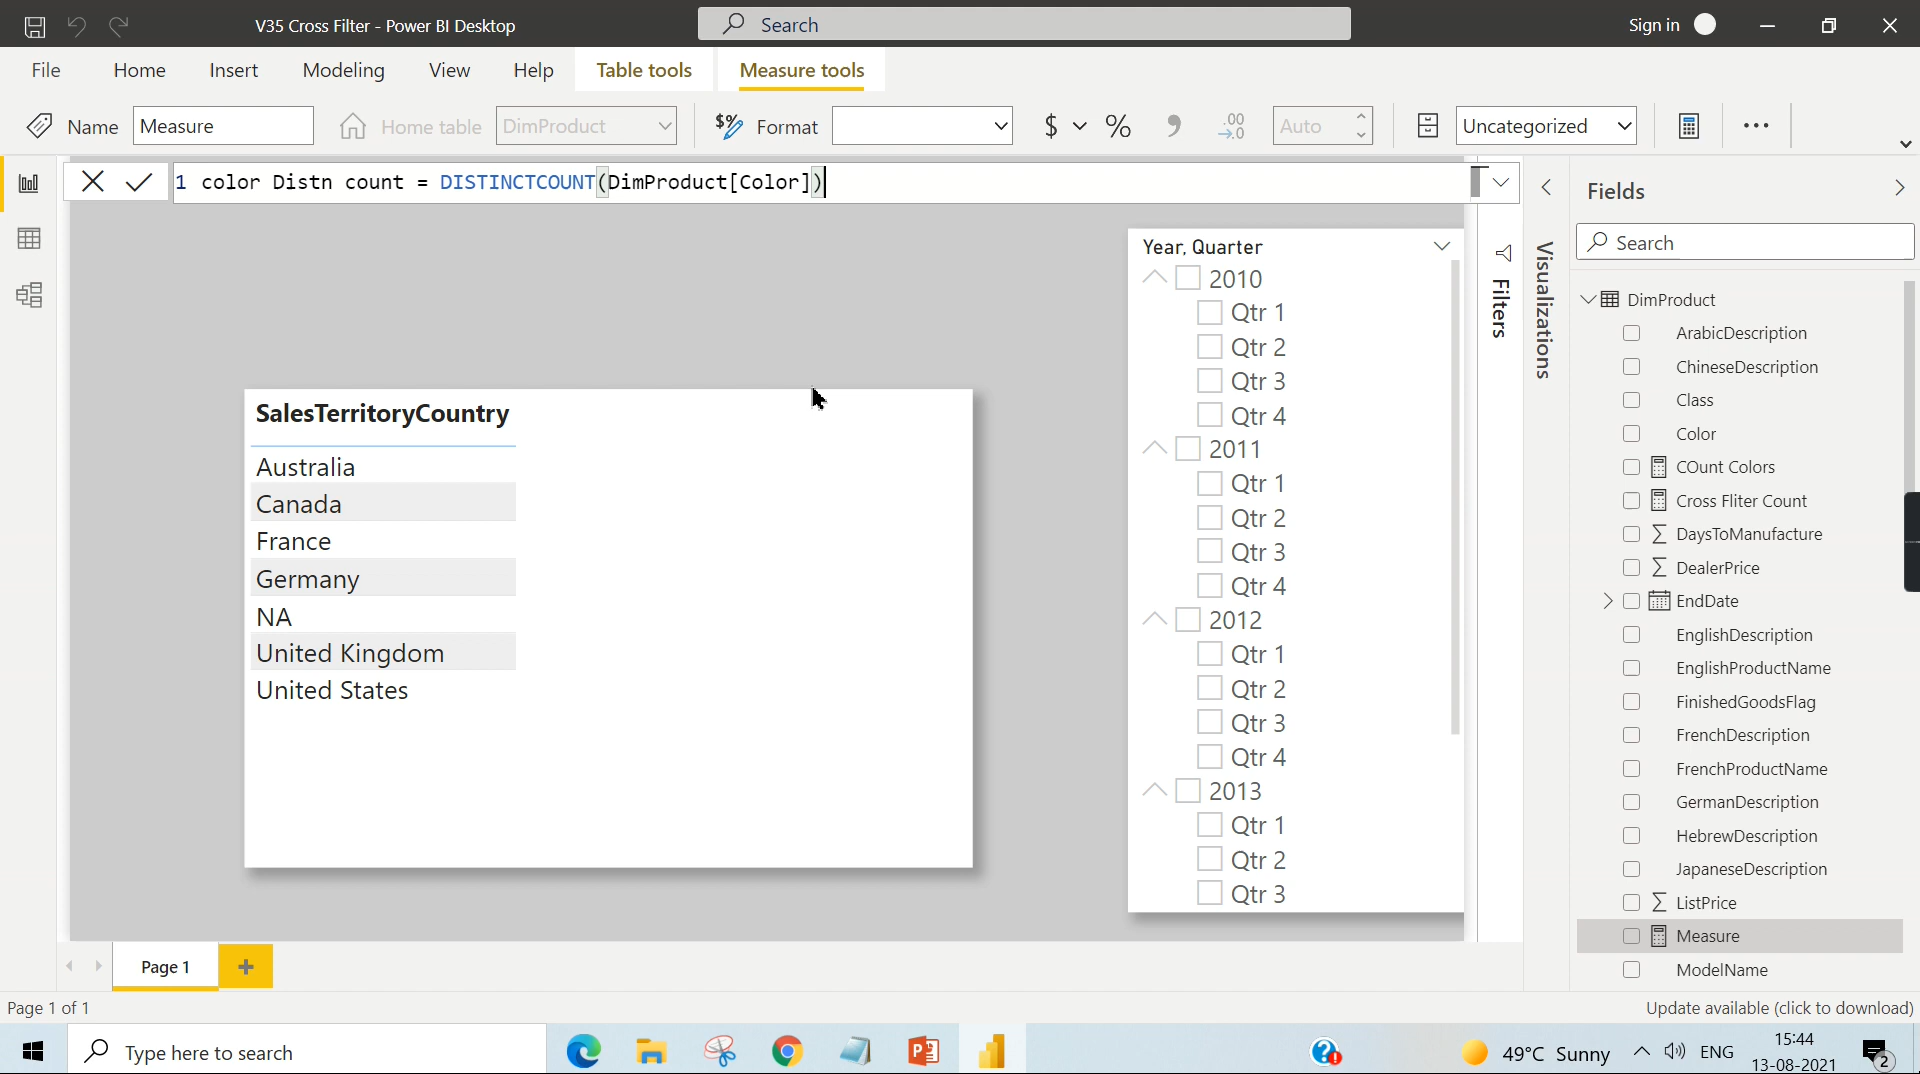 V35 Cross Filter - Power BI Desktop
Search
Sign in
File
Home
Insert
Modeling
View
Help
Table tools
Measure tools
Name
Measure
Home table
DimProduct
$%
Format
$
%
,
.00
→0
Auto
Uncategorized
...
1 color Distn count = DISTINCTCOUNT(DimProduct[Color])
SalesTerritoryCountry
Australia
Canada
France
Germany
NA
United Kingdom
United States
Year, Quarter
2010
Qtr 1
Qtr 2
Qtr 3
Qtr 4
2011
Qtr 1
Qtr 2
Qtr 3
Qtr 4
2012
Qtr 1
Qtr 2
Qtr 3
Qtr 4
2013
Qtr 1
Qtr 2
Qtr 3
Filters
Visualizations
Fields
Search
DimProduct
ArabicDescription
ChineseDescription
Class
Color
COunt Colors
Cross Fliter Count
DaysToManufacture
DealerPrice
EndDate
EnglishDescription
EnglishProductName
FinishedGoodsFlag
FrenchDescription
FrenchProductName
GermanDescription
HebrewDescription
JapaneseDescription
ListPrice
Measure
ModelName
Page 1
Page 1 of 1
Update available (click to download)
Type here to search
49°C Sunny
ENG
15:44
13-08-2021
2